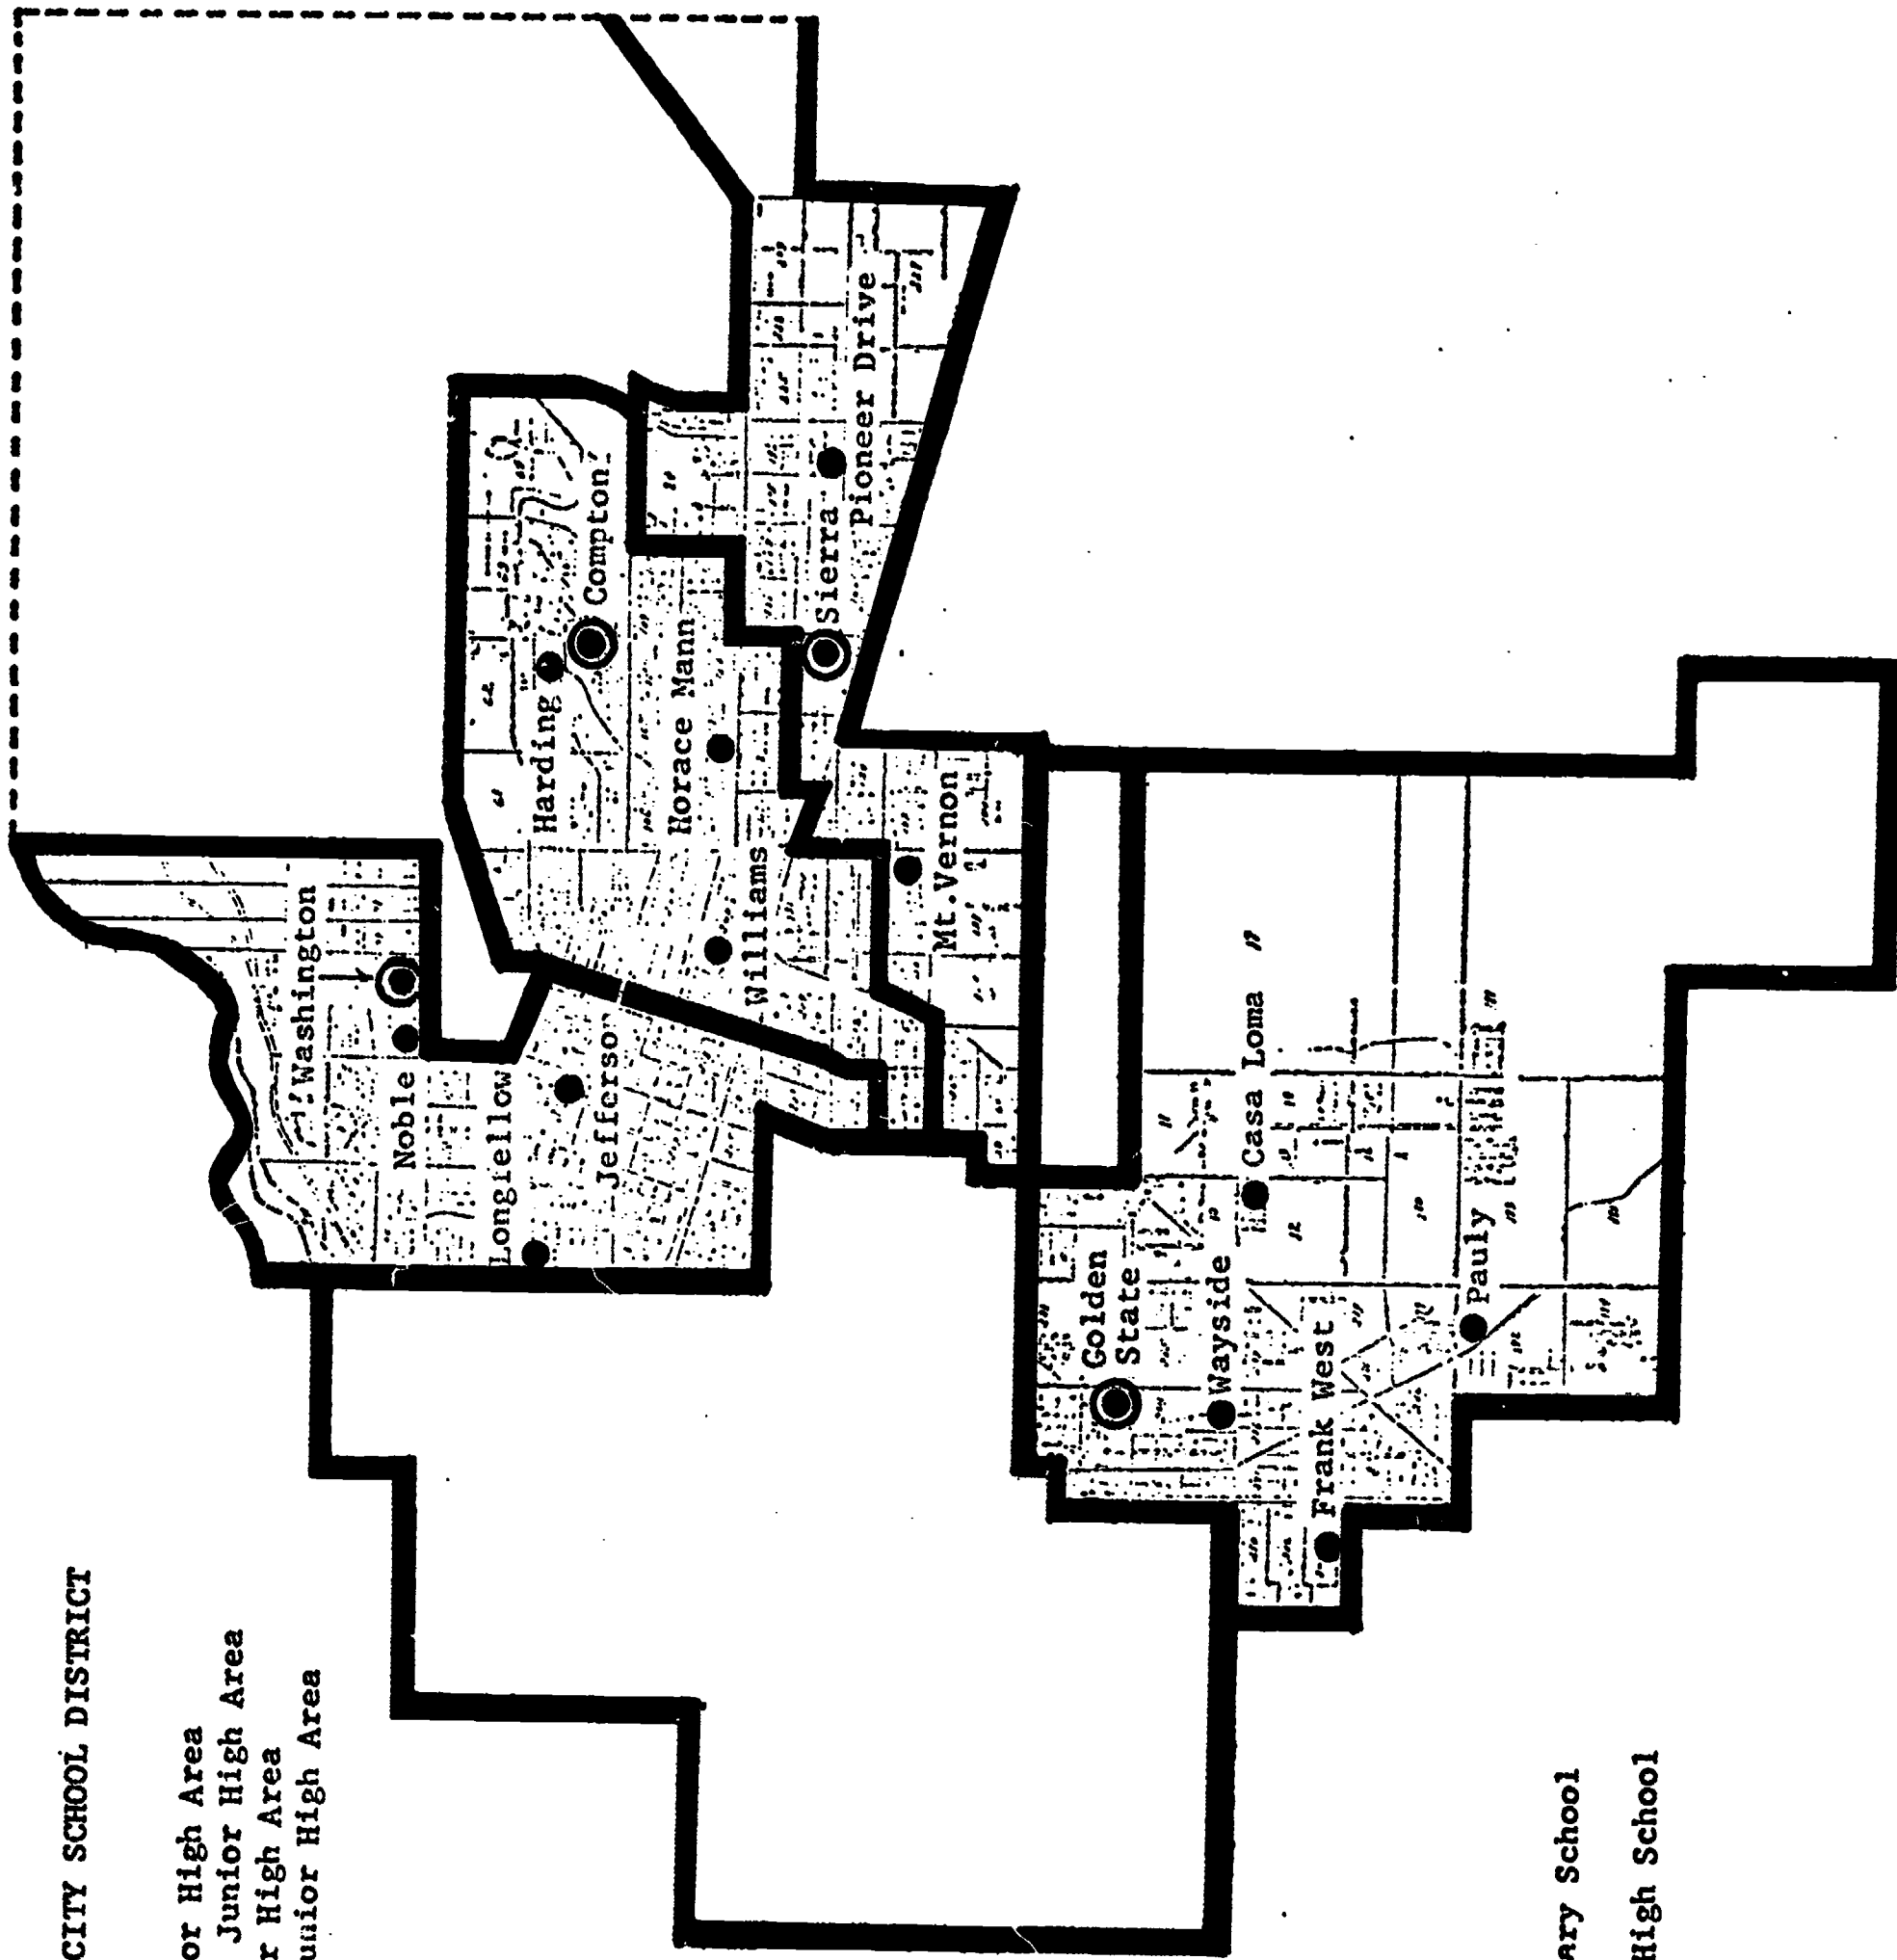 CITY SCHOOL DISTRICT
or High Area
Junior High Area
r High Area
unior High Area
Washington
Noble
Longfellow
Jefferson
Harding
Compton
Horace Mann
Williams
Sierra
Pioneer Drive
Mt.Vernon
Golden
State
Wayside
Casa Loma
Frank West
Pauly
ary School
High School